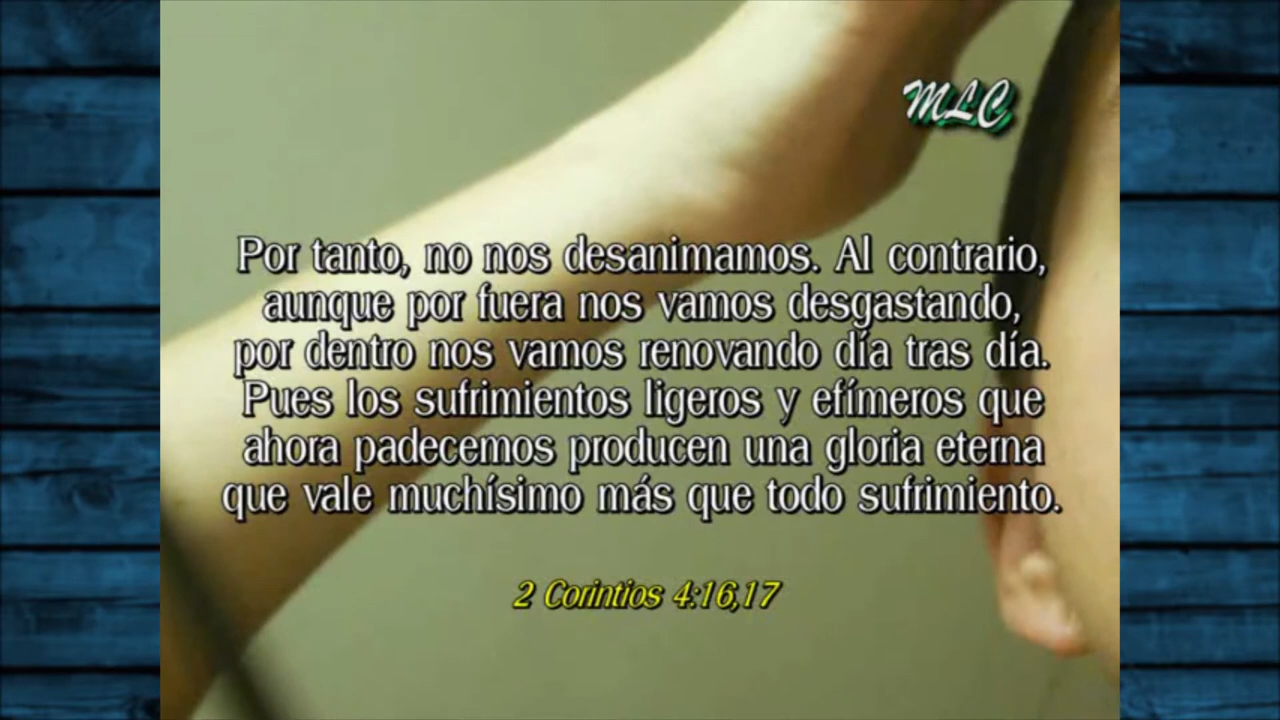 MLC
Por tanto, no nos desanimamos. Al contrario,
aunque por fuera nos vamos desgastando,
por dentro nos vamos renovando día tras día.
Pues los sufrimientos ligeros y efímeros que
ahora padecemos producen una gloria eterna
que vale muchísimo más que todo sufrimiento.
2 Corintios 4:16,17